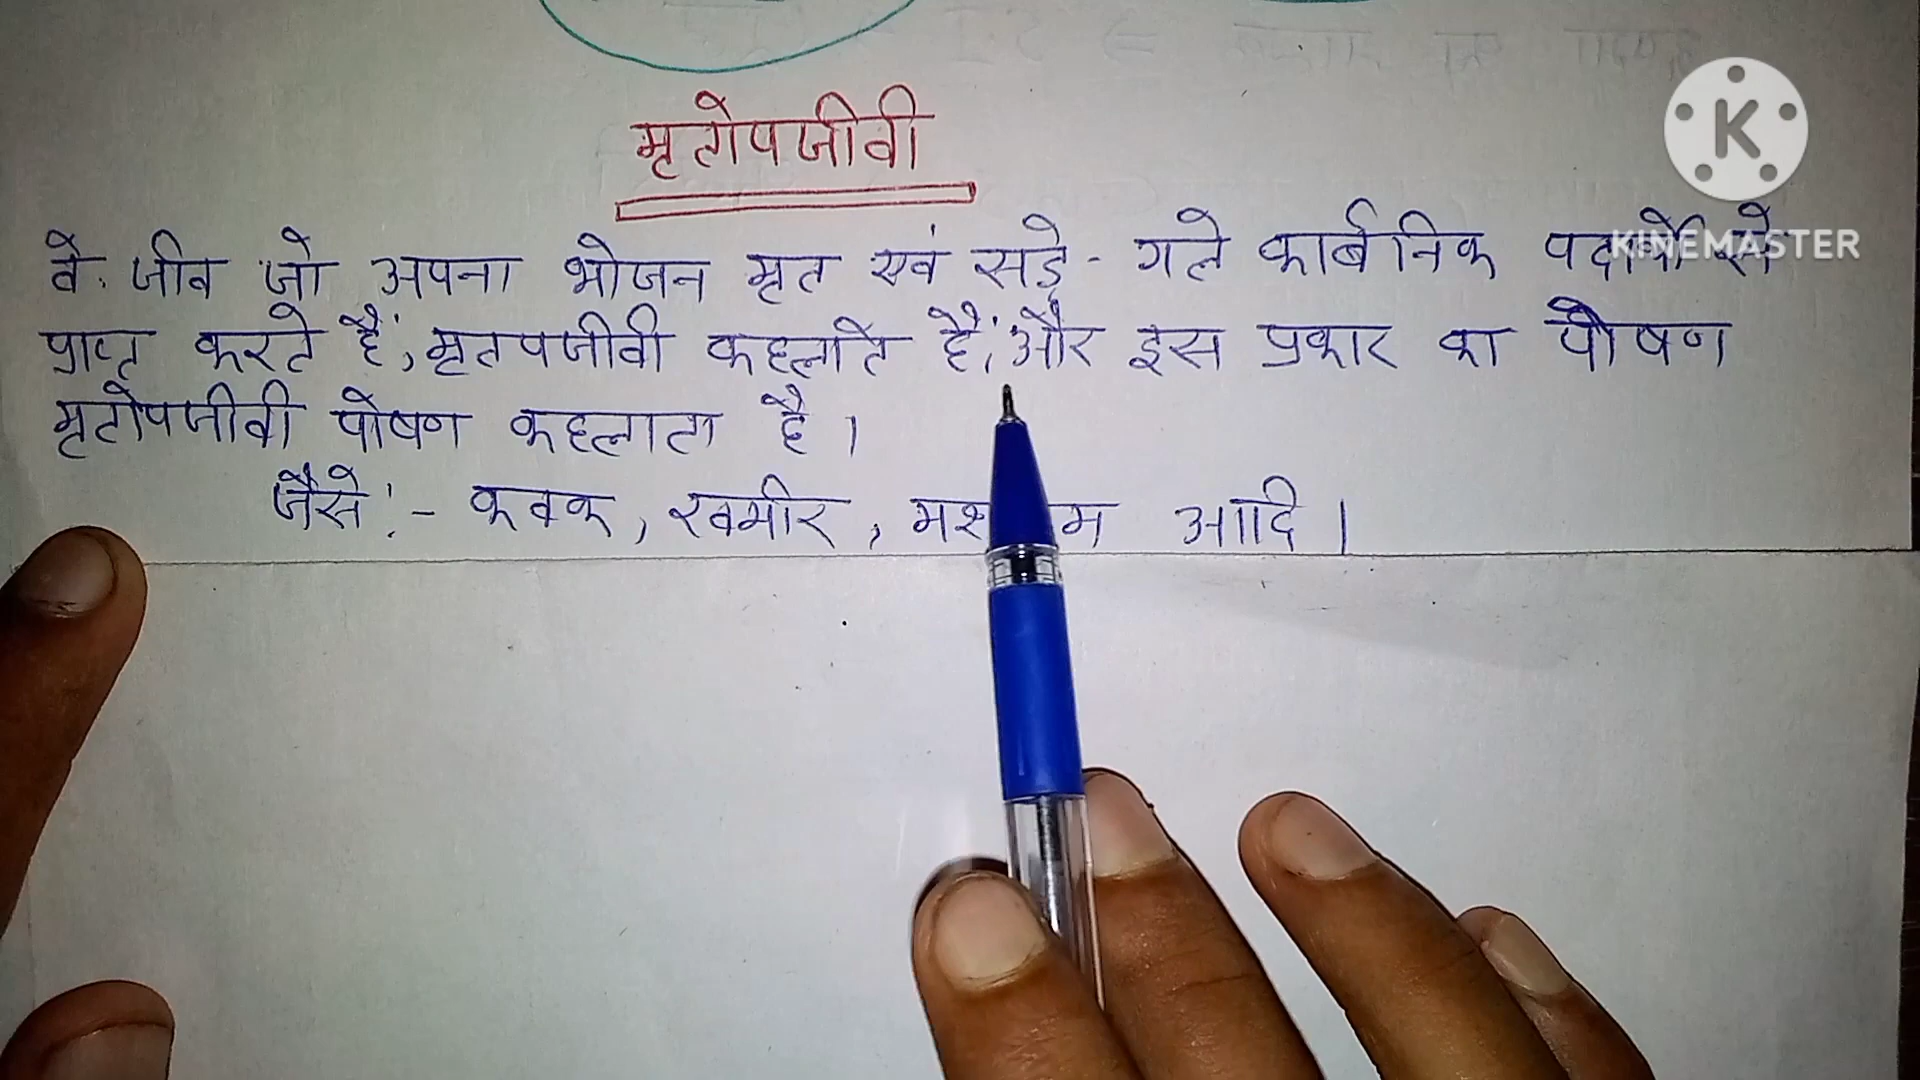 मृतोपजीवी
वे जीव जो अपना भोजन मृत एवं सड़े-गले कार्बनिक पदार्थो से
प्राप्त करते हैं, मृतपजीवी कहलाते हैं, और इस प्रकार का पोषण
मृतोपजीवी पोषण कहलाता है।
जैसे:- कवक, खमीर, आदि।
K
KINEMASTER